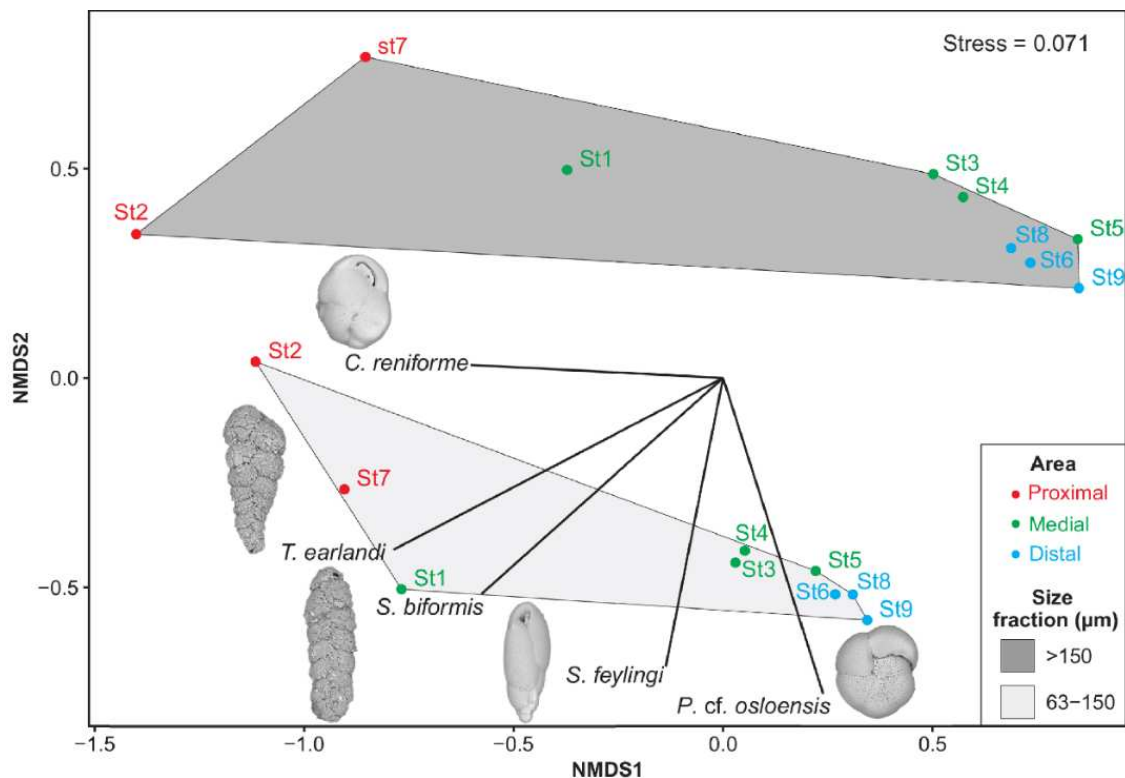 Stress = 0.071
st7
St1
St3
St4
St2
St5
St8
St6
St9
St2
C. reniforme
St7
T. earlandi
St4
St3
St5
St1
St6
St8
S. biformis
St9
S. feylingi
P. cf. osloensis
Area
Proximal
Medial
Distal
Size
fraction (µm)
>150
63–150
NMDS2
0.5
0.0
−0.5
−1.5
−1.0
−0.5
0.0
0.5
NMDS1